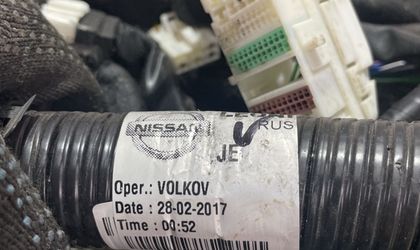 NISSAN
RUS
JE
Oper.: VOLKOV
Date : 28-02-2017
Time : 00:52